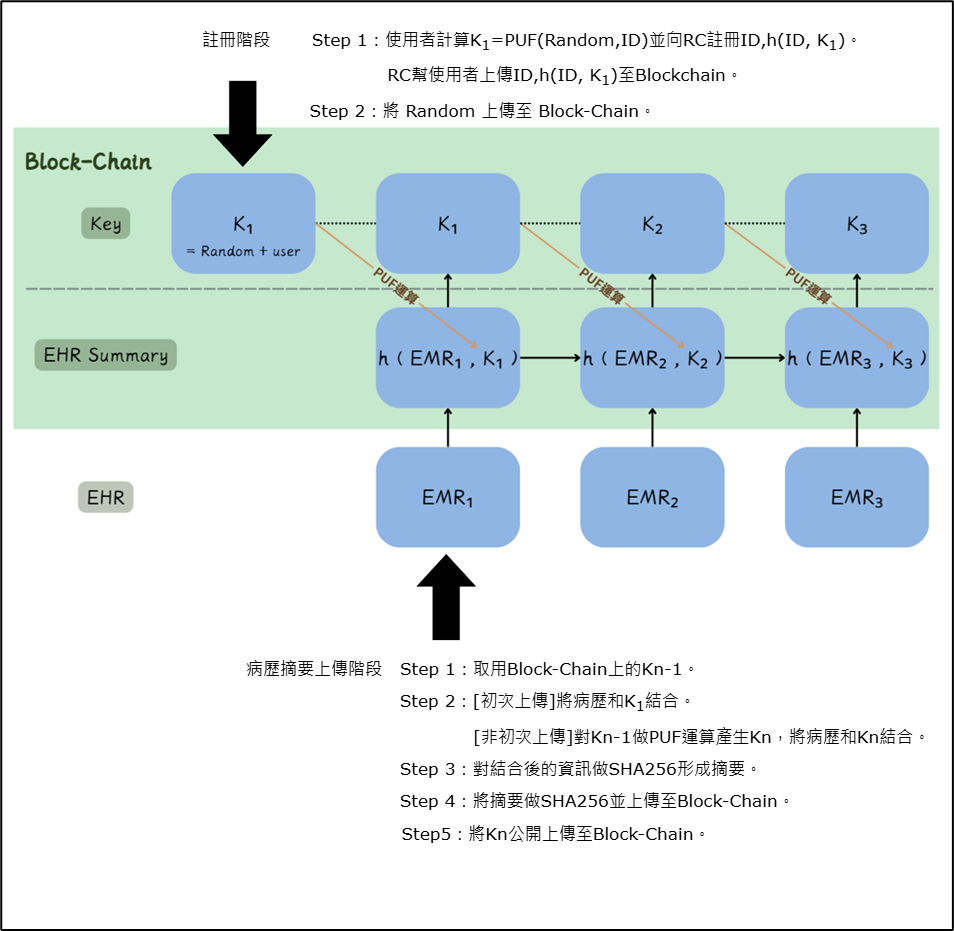 註冊階段 Step 1：使用者計算K₁=PUF(Random,ID)並向RC註冊ID,h(ID, K₁)。
RC幫使用者上傳ID,h(ID, K₁)至Blockchain。
Step 2：將 Random 上傳至 Block-Chain。
Block-Chain
Key
K₁
= Random + user
K₁
K₂
K₃
PUF運算
PUF運算
PUF運算
EHR Summary
h ( EMR₁ , K₁ )
h ( EMR₂ , K₂ )
h ( EMR₃ , K₃ )
EHR
EMR₁
EMR₂
EMR₃
病歷摘要上傳階段 Step 1：取用Block-Chain上的Kn-1。
Step 2：[初次上傳]將病歷和K₁結合。
[非初次上傳]對Kn-1做PUF運算產生Kn，將病歷和Kn結合。
Step 3：對結合後的資訊做SHA256形成摘要。
Step 4：將摘要做SHA256並上傳至Block-Chain。
Step5：將Kn公開上傳至Block-Chain。